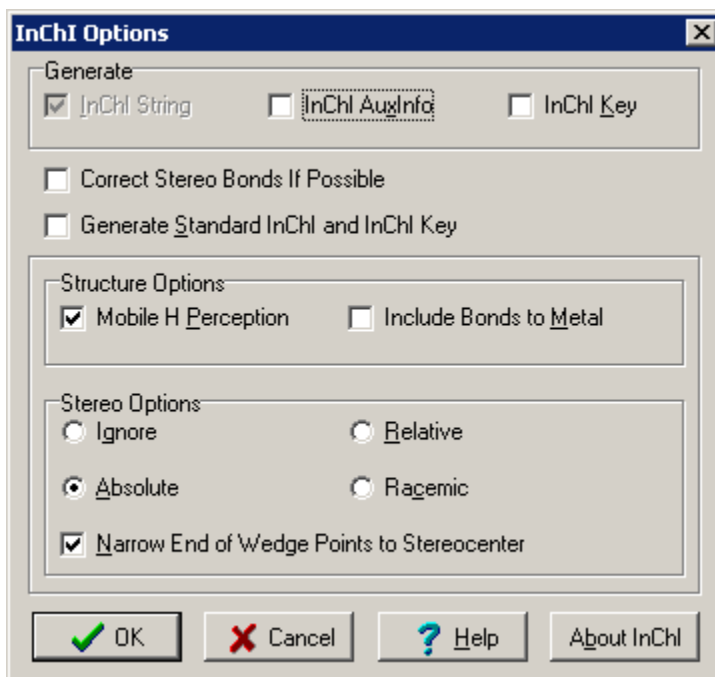 InChI Options
Generate
InChI String InChI AuxInfo InChI Key
Correct Stereo Bonds If Possible
Generate Standard InChI and InChI Key
Structure Options
Mobile H Perception Include Bonds to Metal
Stereo Options
Ignore Relative
Absolute Racemic
Narrow End of Wedge Points to Stereocenter
OK Cancel Help About InChI